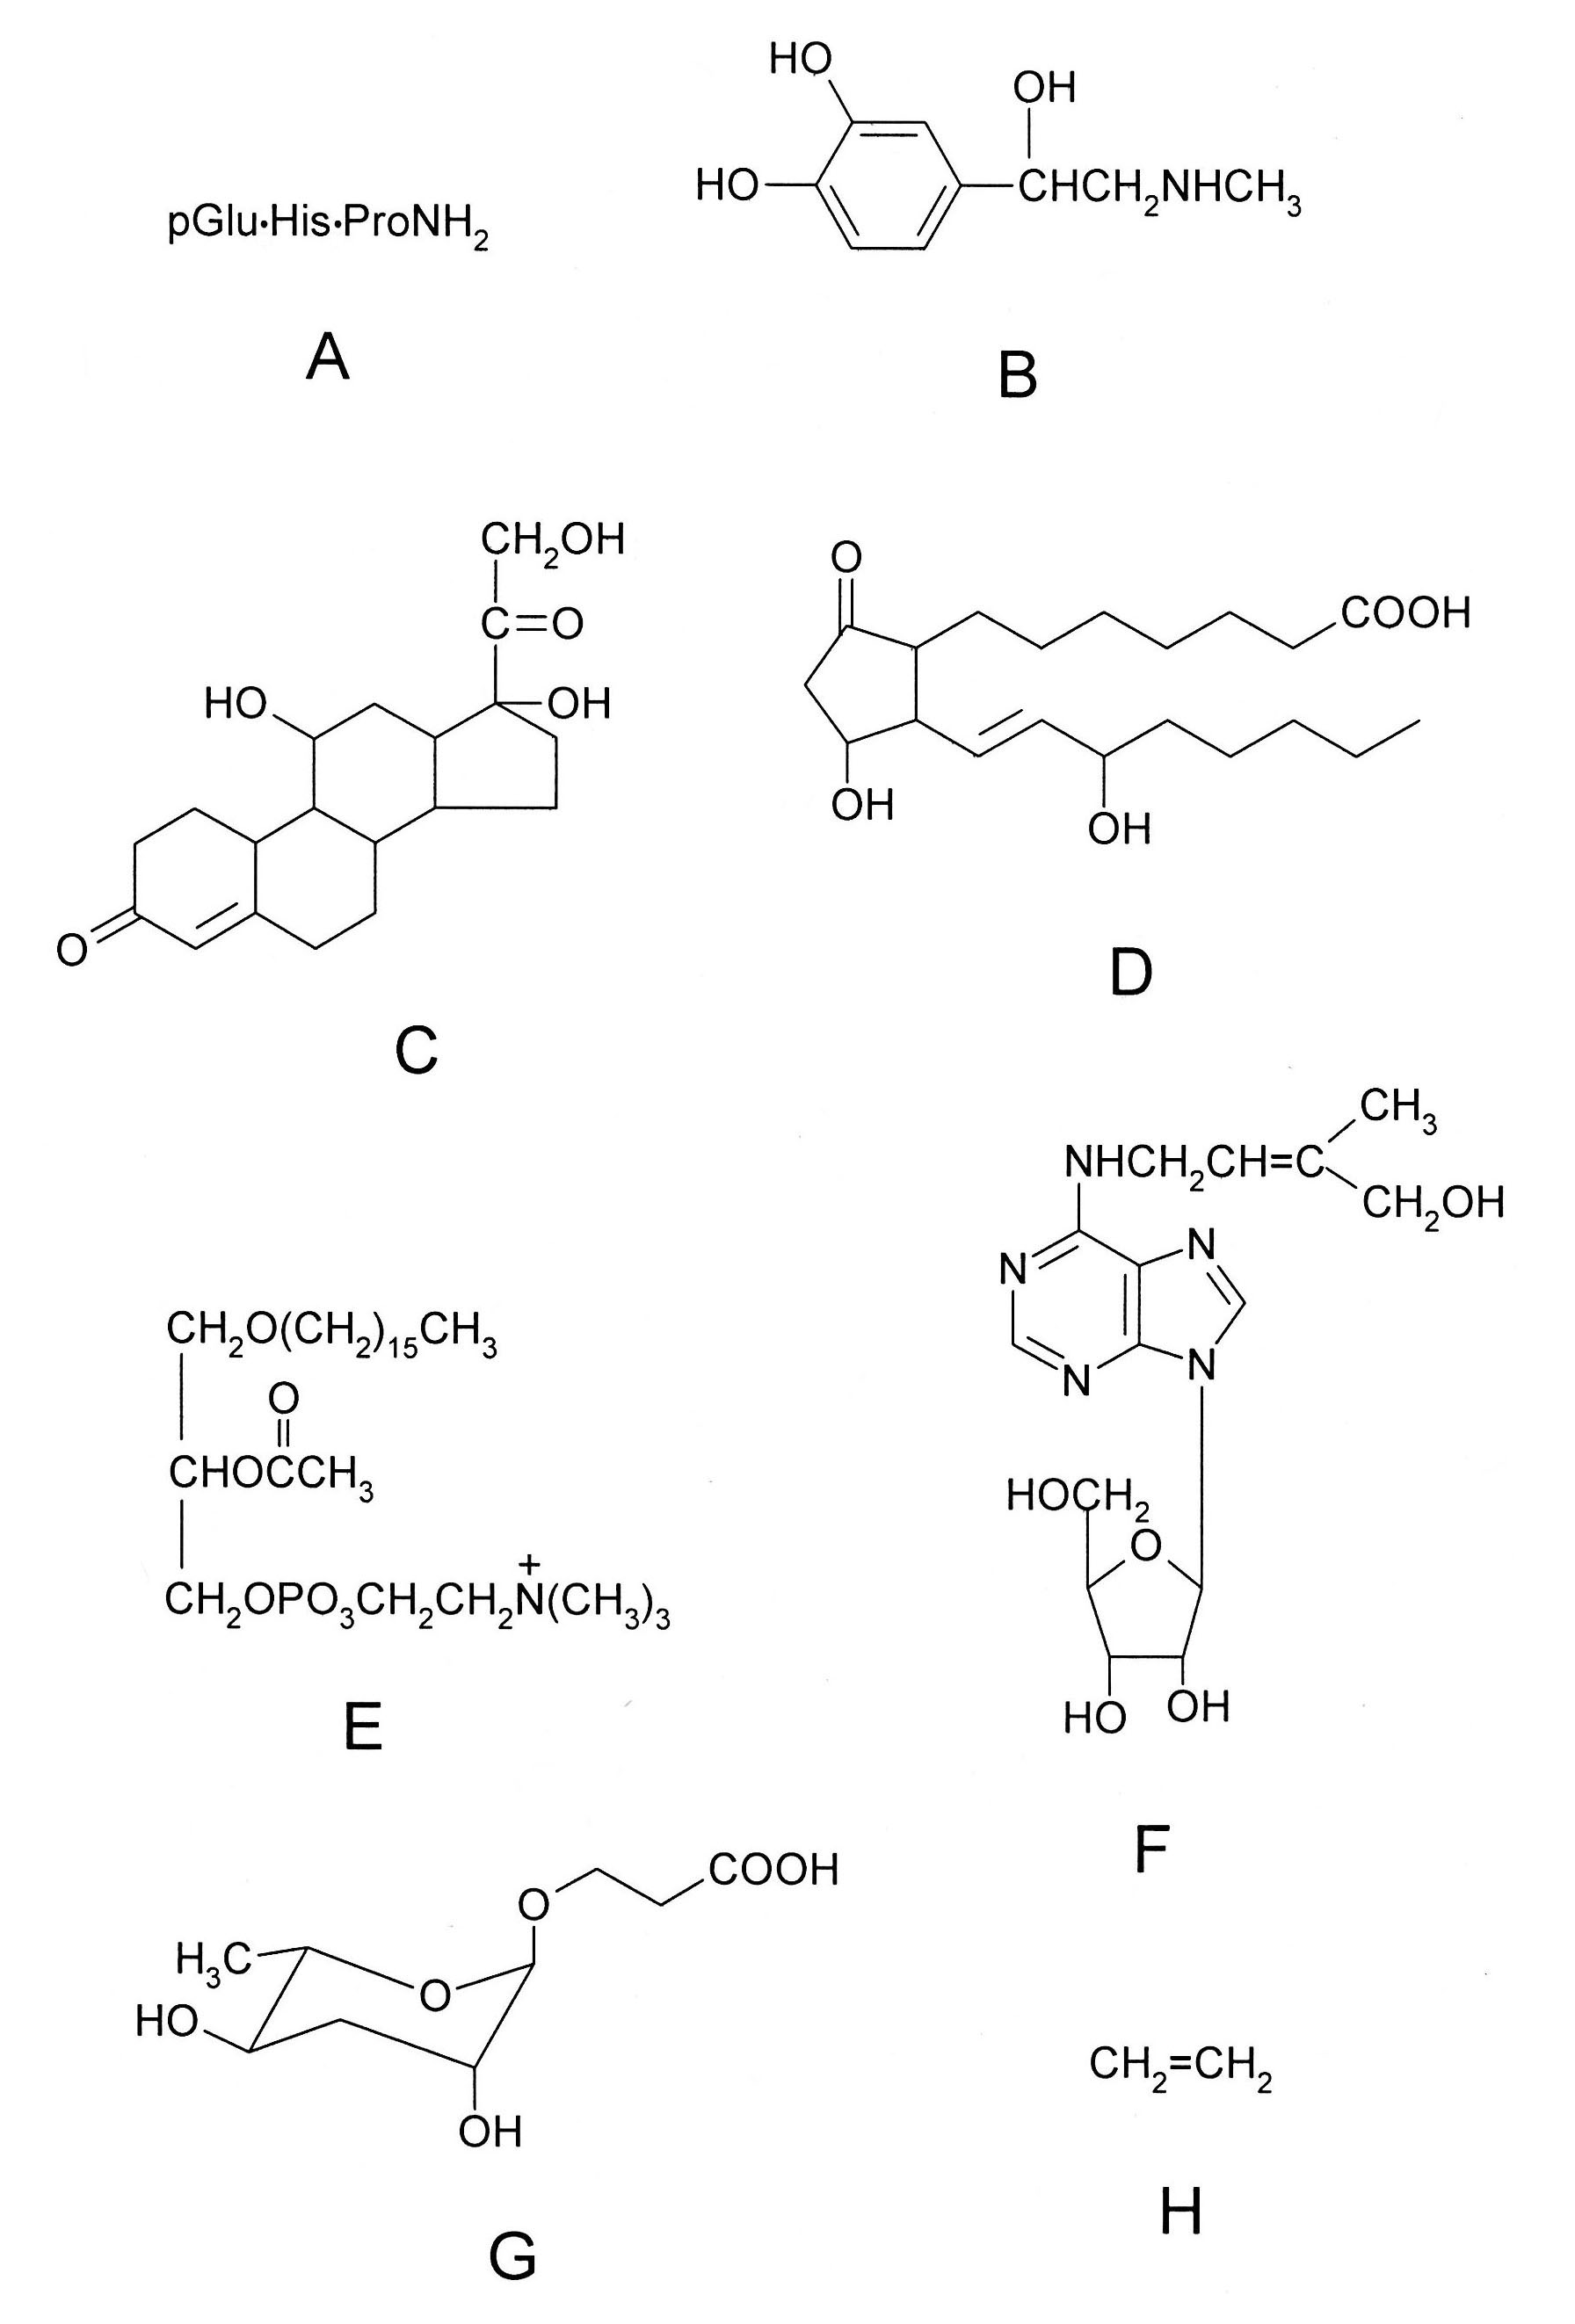 pGlu·His·ProNH₂
A
HO
OH
HO
CHCH₂NHCH₃
B
CH₂OH
C=O
HO
OH
O
C
O
COOH
OH
OH
D
CH₂O(CH₂)₁₅CH₃
O
CHOCCH₃
+
CH₂OPO₃CH₂CH₂N(CH₃)₃
E
CH₃
NHCH₂CH=C
CH₂OH
N
N
N
N
HOCH₂
O
HO
OH
F
COOH
O
H₃C
O
HO
OH
G
CH₂=CH₂
H